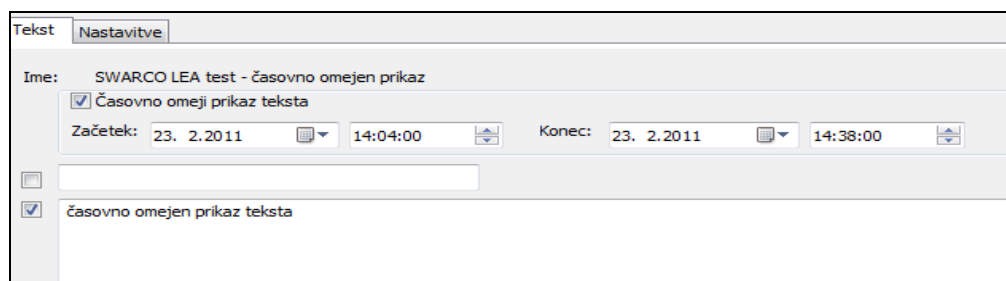 Tekst Nastavitve
Ime: SWARCO LEA test - časovno omejen prikaz
Časovno omeji prikaz teksta
Začetek: 23. 2.2011 14:04:00 Konec: 23. 2.2011 14:38:00
časovno omejen prikaz teksta